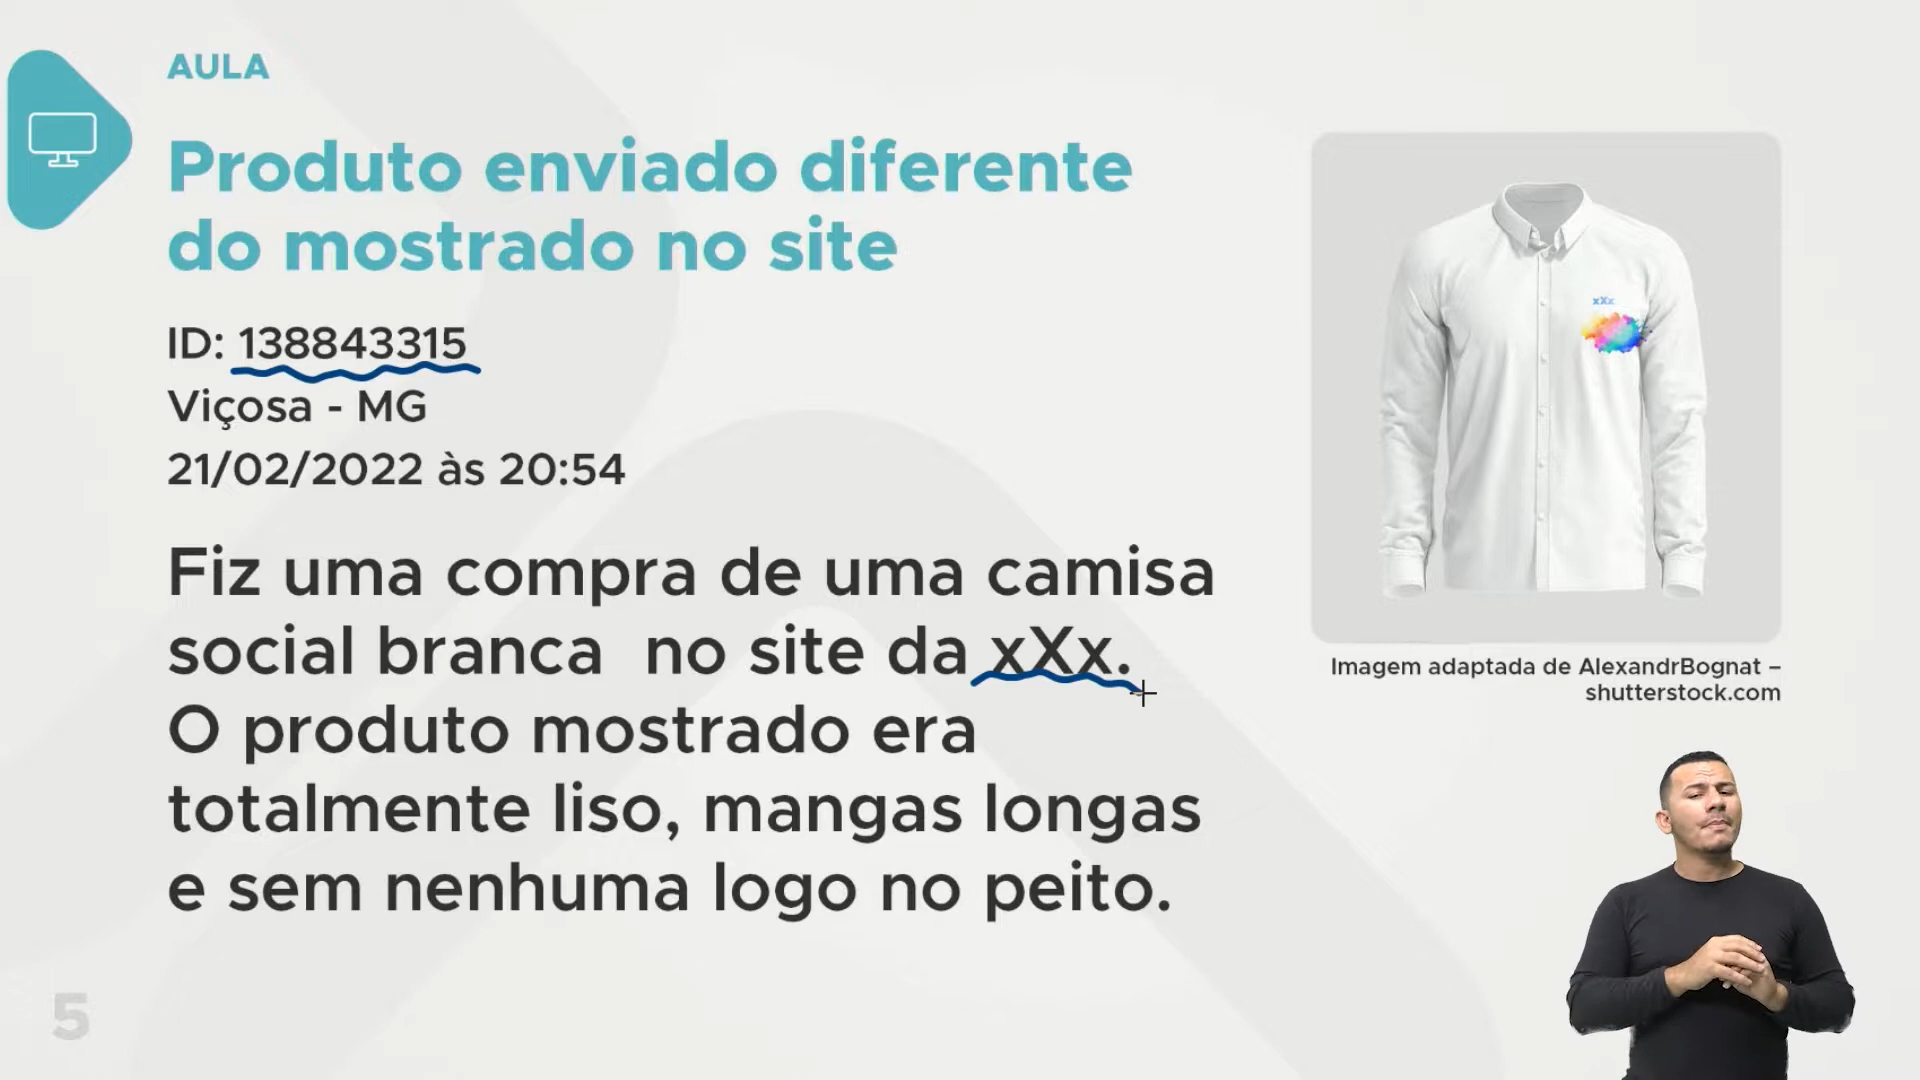 AULA
Produto enviado diferente
do mostrado no site
ID: 138843315
Viçosa - MG
21/02/2022 às 20:54
Fiz uma compra de uma camisa
social branca  no site da xXx.
O produto mostrado era
totalmente liso, mangas longas
e sem nenhuma logo no peito.
xXx
Imagem adaptada de AlexandrBognat –
shutterstock.com
5